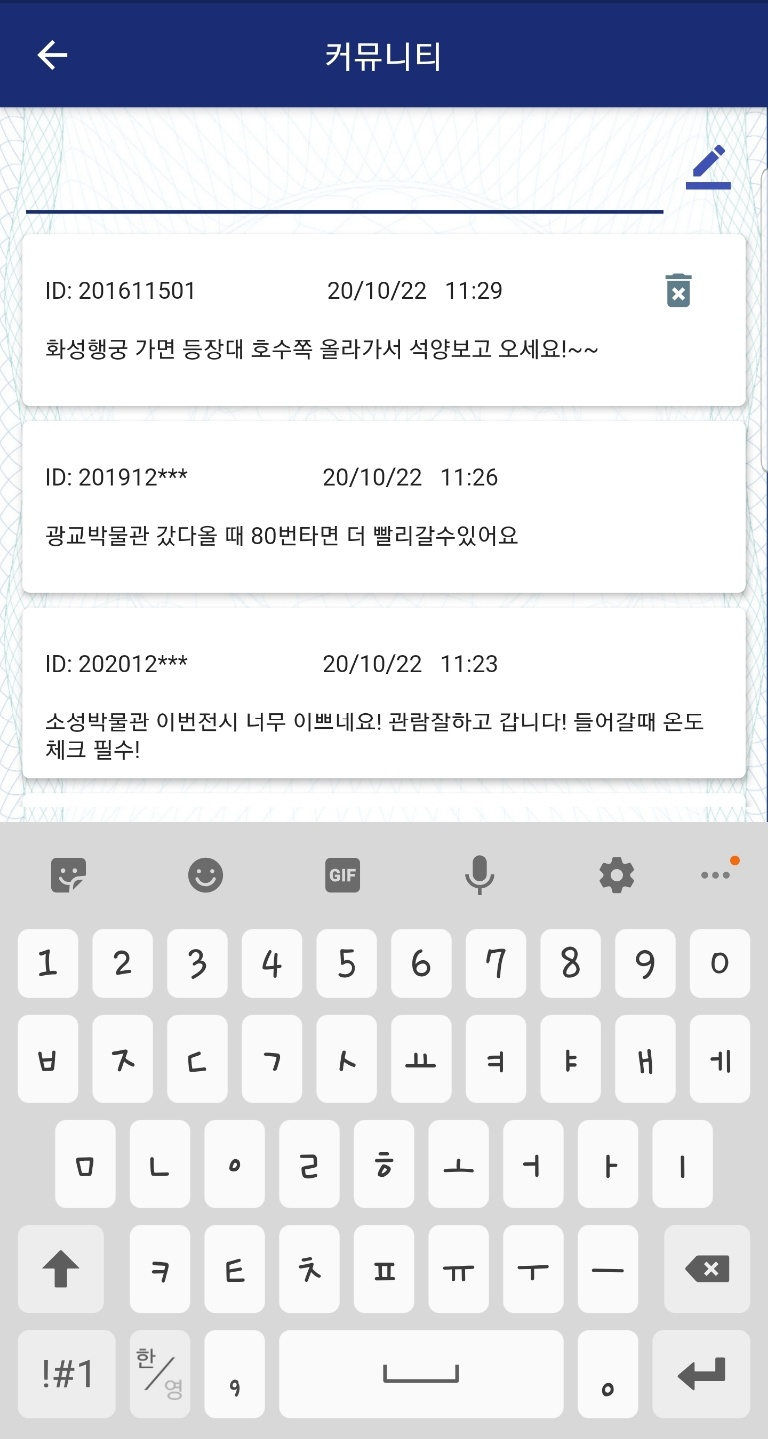 커뮤니티
ID: 201611501 20/10/22 11:29
화성행궁 가면 등장대 호수쪽 올라가서 석양보고 오세요!~~
ID: 201912*** 20/10/22 11:26
광교박물관 갔다올 때 80번타면 더 빨리갈수있어요
ID: 202012*** 20/10/22 11:23
소성박물관 이번전시 너무 이쁘네요! 관람잘하고 갑니다! 들어갈때 온도
체크 필수!
GIF
1 2 3 4 5 6 7 8 9 0
ㅂ ㅈ ㄷ ㄱ ㅅ ㅛ ㅕ ㅑ ㅐ ㅔ
ㅁ ㄴ ㅇ ㄹ ㅎ ㅗ ㅓ ㅏ ㅣ
ㅋ ㅌ ㅊ ㅍ ㅠ ㅜ ㅡ
!#1 한/영 , .